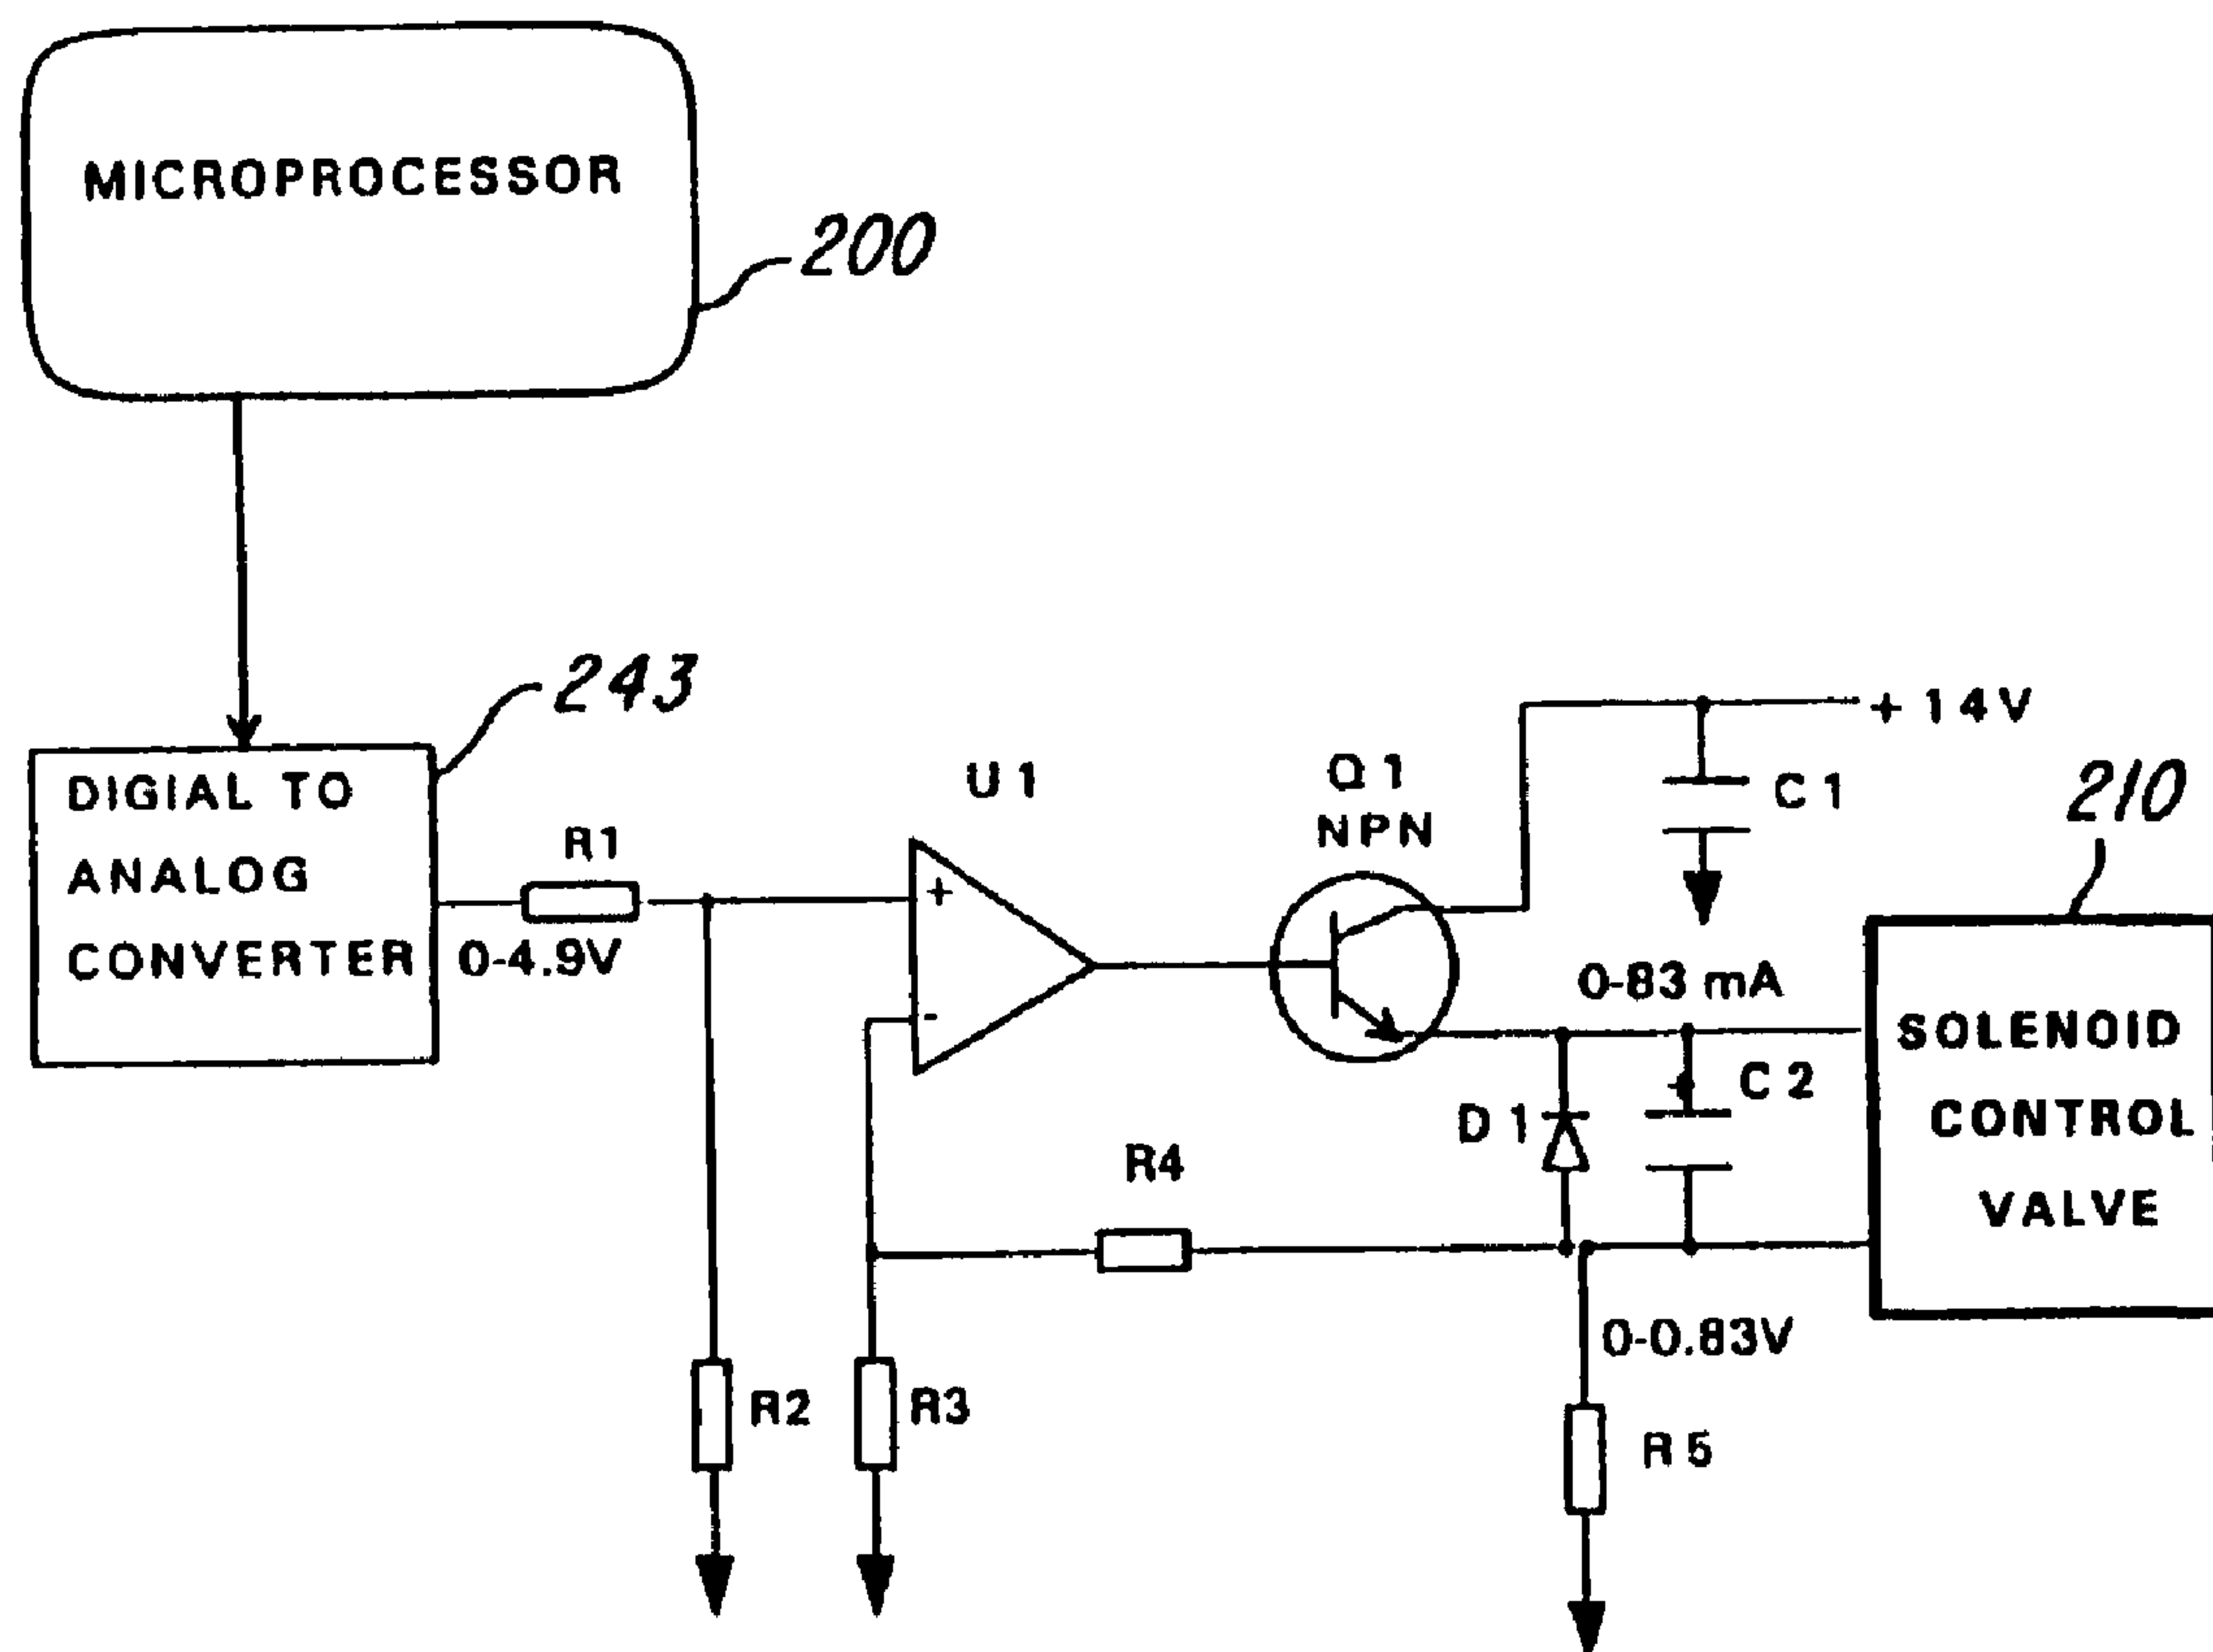 MICROPROCESSOR
200
243
DIGIAL TO
ANALOG
CONVERTER
R1
0-4.9V
U1
+
-
Q1
NPN
+14V
C1
210
0-83 mA
SOLENOID
CONTROL
VALVE
+
C2
D1
R4
0-0.83V
R2
R3
R5